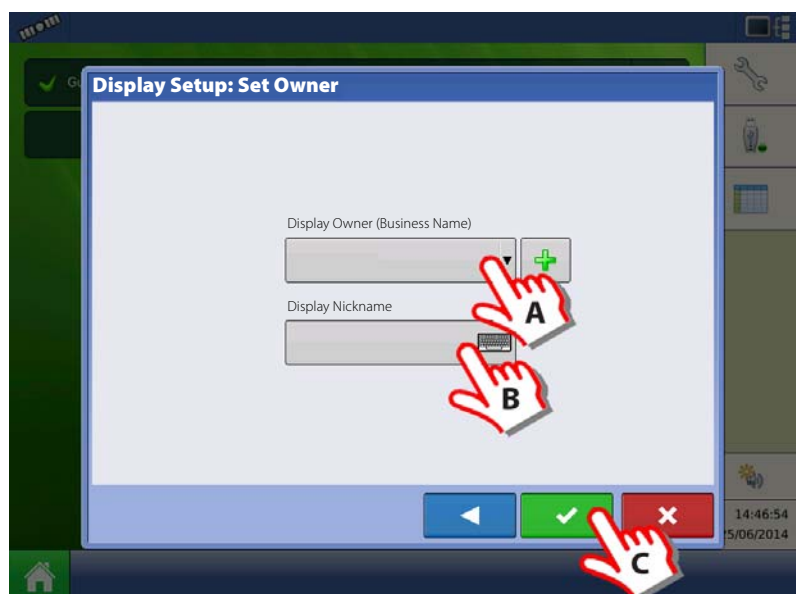 Display Setup: Set Owner
Display Owner (Business Name)
A
Display Nickname
B
C
14:46:54
5/06/2014